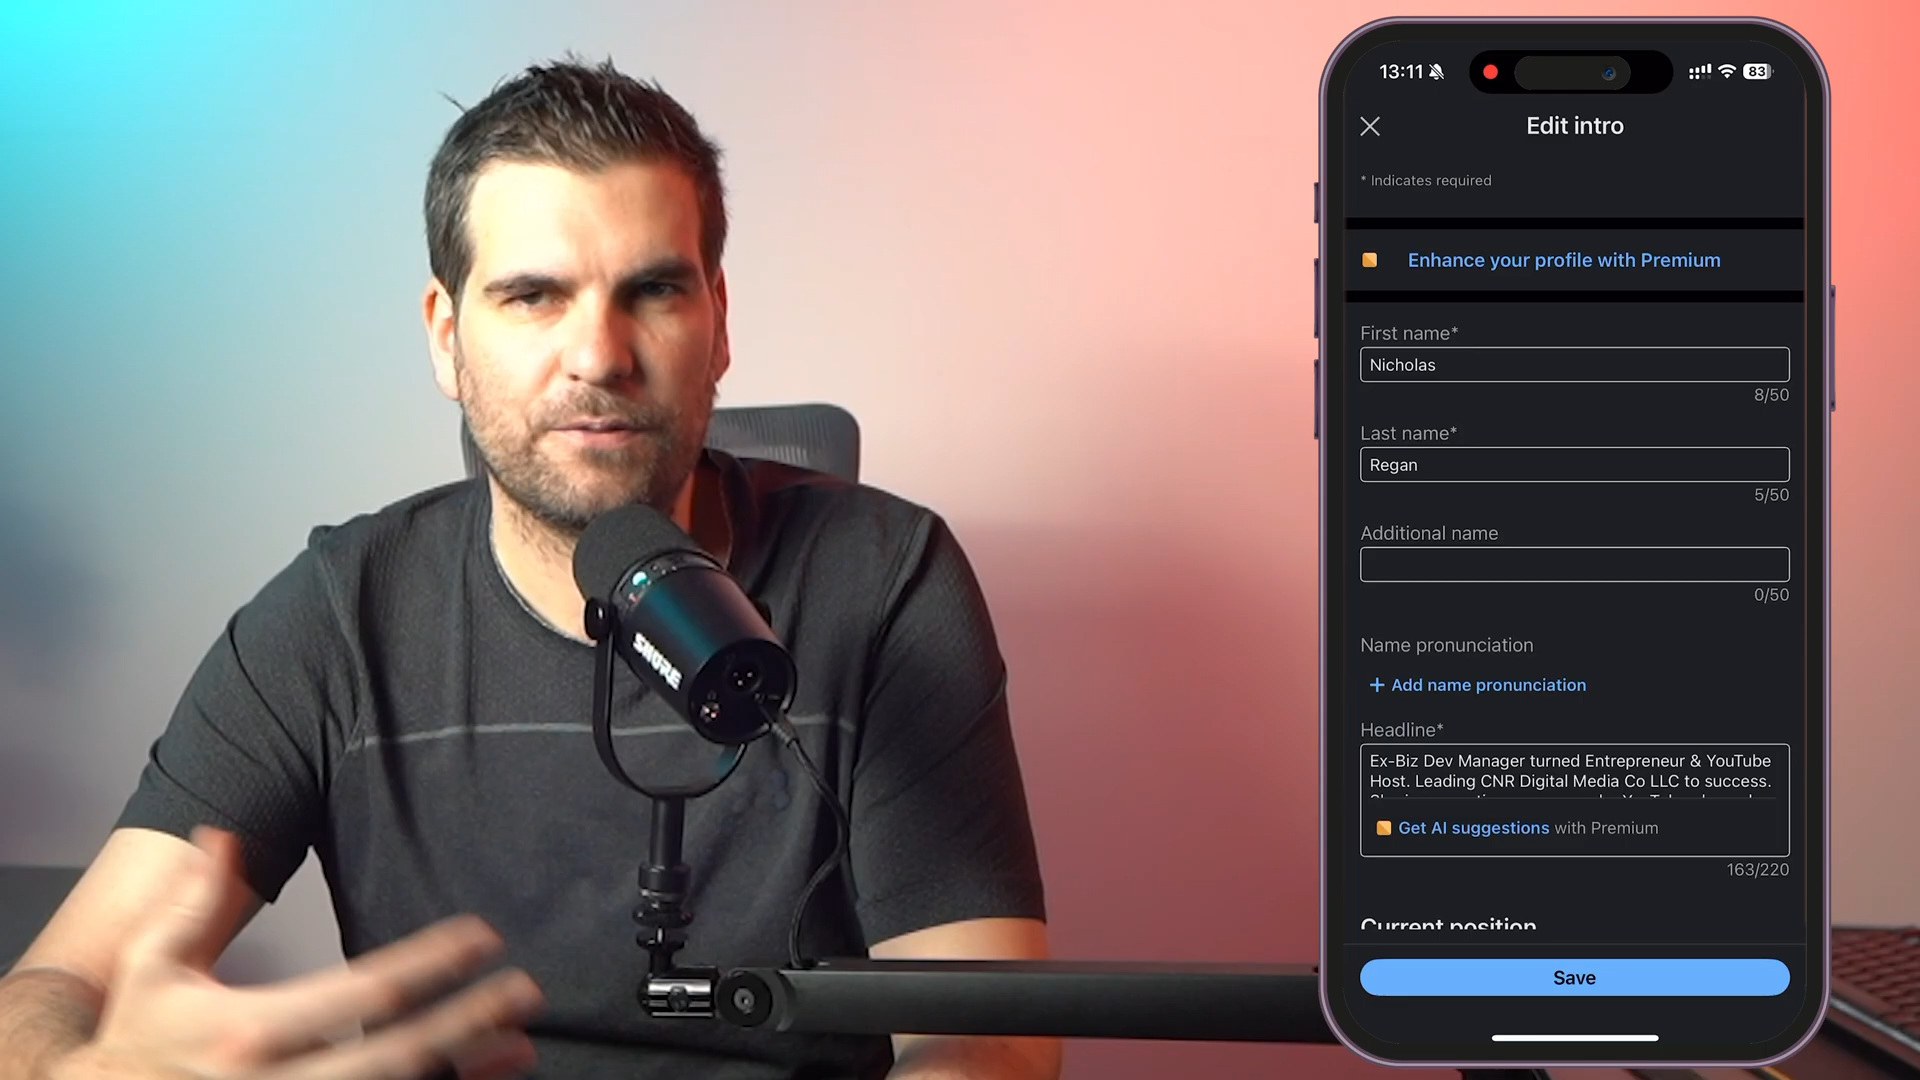 13:11
83
Edit intro
* Indicates required
Enhance your profile with Premium
First name*
Nicholas
8/50
Last name*
Regan
5/50
Additional name
0/50
Name pronunciation
+ Add name pronunciation
Headline*
Ex-Biz Dev Manager turned Entrepreneur & YouTube
Host. Leading CNR Digital Media Co LLC to success.
Get AI suggestions with Premium
163/220
Current position
Save
SHURE